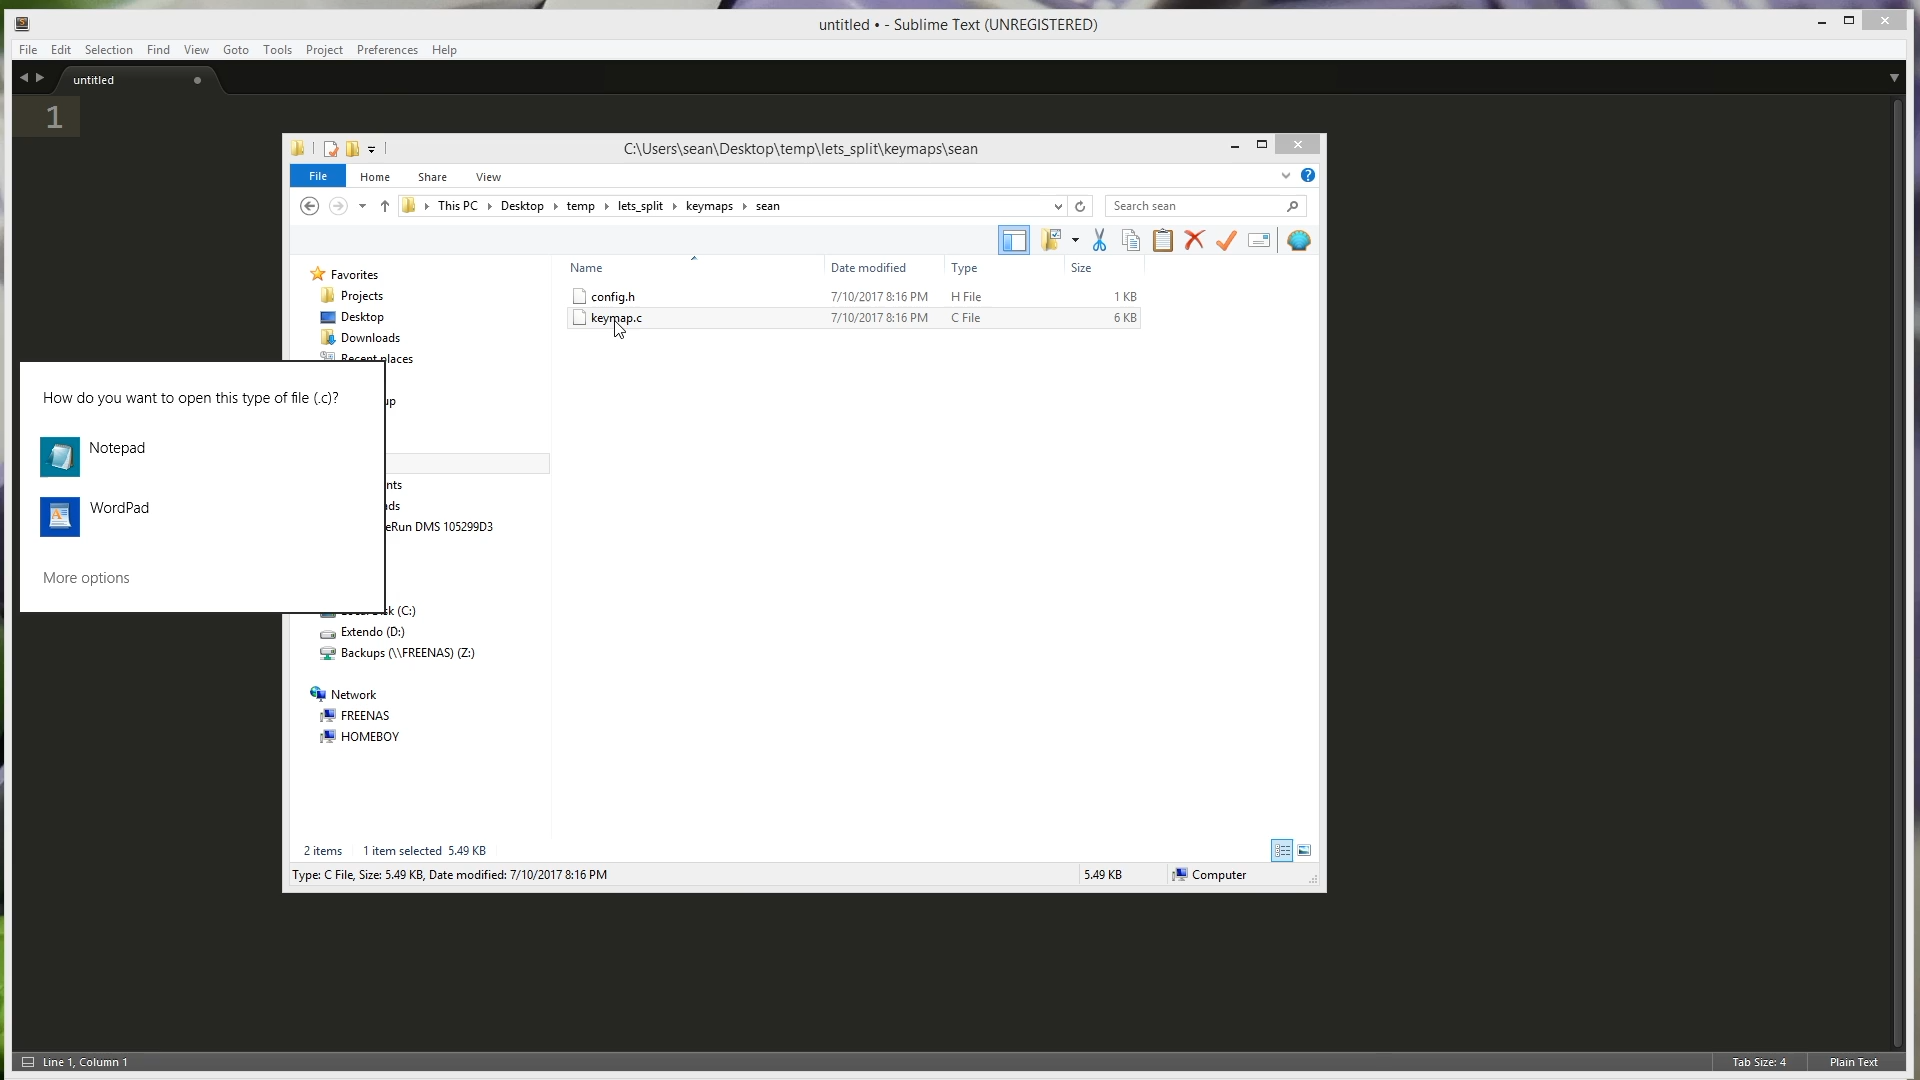 untitled • - Sublime Text (UNREGISTERED)
File Edit Selection Find View Goto Tools Project Preferences Help
untitled
1
C:\Users\sean\Desktop\temp\lets_split\keymaps\sean
File Home Share View
This PC Desktop temp lets_split keymaps sean
Search sean
Name Date modified Type Size
config.h 7/10/2017 8:16 PM H File 1 KB
keymap.c 7/10/2017 8:16 PM C File 6 KB
Favorites
Projects
Desktop
Downloads
Recent places
up
nts
ds
eRun DMS 105299D3
k (C:)
Extendo (D:)
Backups (\\FREENAS) (Z:)
Network
FREENAS
HOMEBOY
How do you want to open this type of file (.c)?
Notepad
WordPad
More options
2 items 1 item selected 5.49 KB
Type: C File, Size: 5.49 KB, Date modified: 7/10/2017 8:16 PM 5.49 KB Computer
Line 1, Column 1 Tab Size: 4 Plain Text